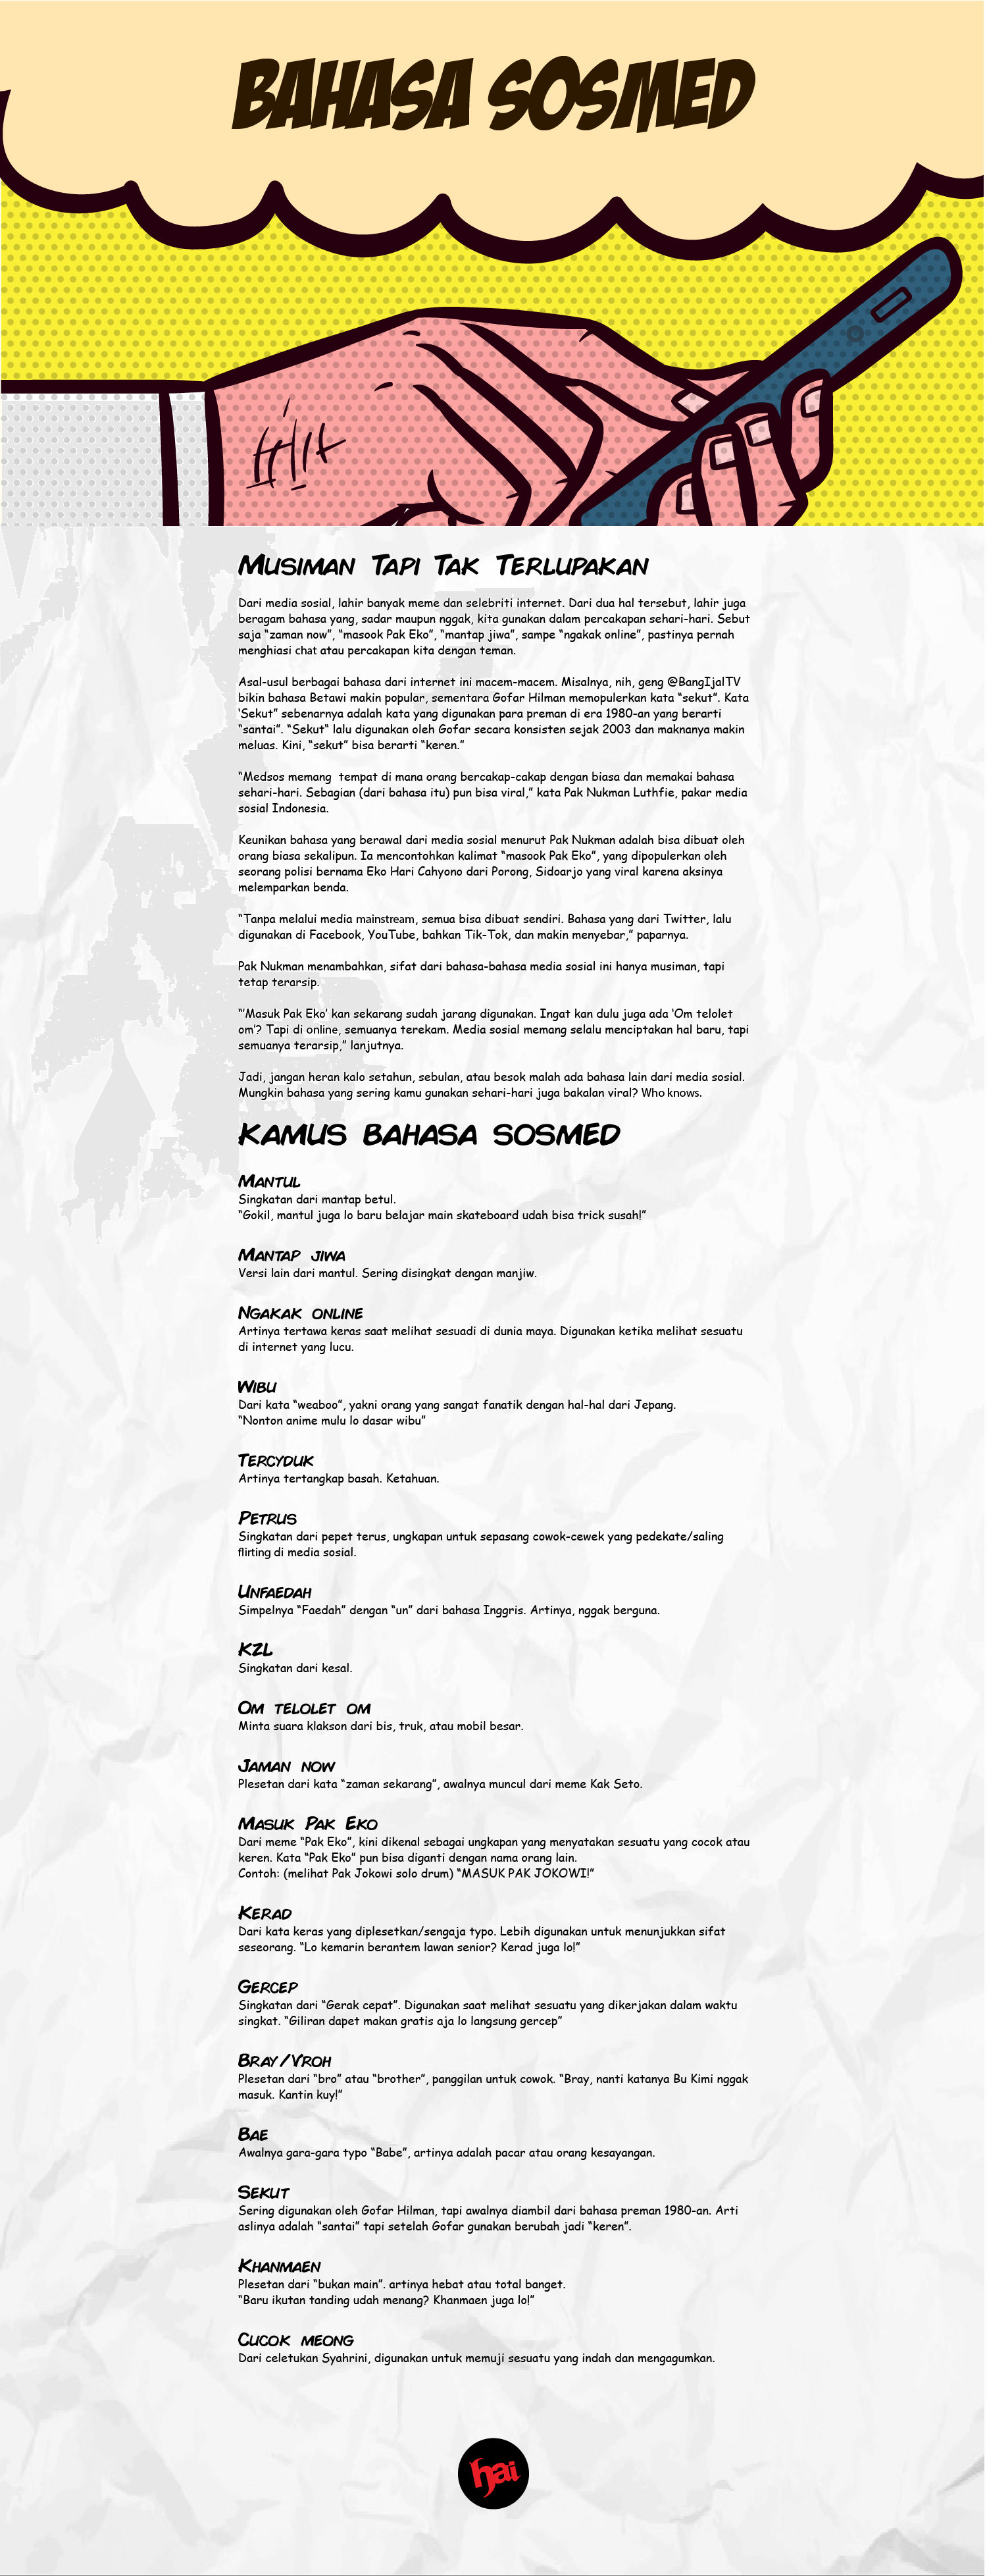 BAHASA SOSMED
Musiman Tapi Tak Terlupakan
Dari media sosial, lahir banyak meme dan selebriti internet. Dari dua hal tersebut, lahir juga
beragam bahasa yang, sadar maupun nggak, kita gunakan dalam percakapan sehari-hari. Sebut
saja “zaman now”, “masook Pak Eko”, “mantap jiwa”, sampe “ngakak online”, pastinya pernah
menghiasi chat atau percakapan kita dengan teman.
Asal-usul berbagai bahasa dari internet ini macem-macem. Misalnya, nih, geng @BangIjalTV
bikin bahasa Betawi makin popular, sementara Gofar Hilman memopulerkan kata “sekut”. Kata
‘Sekut” sebenarnya adalah kata yang digunakan para preman di era 1980-an yang berarti
“santai”. “Sekut“ lalu digunakan oleh Gofar secara konsisten sejak 2003 dan maknanya makin
meluas. Kini, “sekut” bisa berarti “keren.”
“Medsos memang  tempat di mana orang bercakap-cakap dengan biasa dan memakai bahasa
sehari-hari. Sebagian (dari bahasa itu) pun bisa viral,” kata Pak Nukman Luthfie, pakar media
sosial Indonesia.
Keunikan bahasa yang berawal dari media sosial menurut Pak Nukman adalah bisa dibuat oleh
orang biasa sekalipun. Ia mencontohkan kalimat “masook Pak Eko”, yang dipopulerkan oleh
seorang polisi bernama Eko Hari Cahyono dari Porong, Sidoarjo yang viral karena aksinya
melemparkan benda.
“Tanpa melalui media mainstream, semua bisa dibuat sendiri. Bahasa yang dari Twitter, lalu
digunakan di Facebook, YouTube, bahkan Tik-Tok, dan makin menyebar,” paparnya.
Pak Nukman menambahkan, sifat dari bahasa-bahasa media sosial ini hanya musiman, tapi
tetap terarsip.
“’Masuk Pak Eko’ kan sekarang sudah jarang digunakan. Ingat kan dulu juga ada ‘Om telolet
om’? Tapi di online, semuanya terekam. Media sosial memang selalu menciptakan hal baru, tapi
semuanya terarsip,” lanjutnya.
Jadi, jangan heran kalo setahun, sebulan, atau besok malah ada bahasa lain dari media sosial.
Mungkin bahasa yang sering kamu gunakan sehari-hari juga bakalan viral? Who knows.
Kamus bahasa sosmed
Mantul
Singkatan dari mantap betul.
“Gokil, mantul juga lo baru belajar main skateboard udah bisa trick susah!”
Mantap jiwa
Versi lain dari mantul. Sering disingkat dengan manjiw.
Ngakak online
Artinya tertawa keras saat melihat sesuadi di dunia maya. Digunakan ketika melihat sesuatu
di internet yang lucu.
Wibu
Dari kata “weaboo”, yakni orang yang sangat fanatik dengan hal-hal dari Jepang.
“Nonton anime mulu lo dasar wibu”
Tercyduk
Artinya tertangkap basah. Ketahuan.
Petrus
Singkatan dari pepet terus, ungkapan untuk sepasang cowok-cewek yang pedekate/saling
flirting di media sosial.
Unfaedah
Simpelnya “Faedah” dengan “un” dari bahasa Inggris. Artinya, nggak berguna.
KZL
Singkatan dari kesal.
Om telolet om
Minta suara klakson dari bis, truk, atau mobil besar.
Jaman now
Plesetan dari kata “zaman sekarang”, awalnya muncul dari meme Kak Seto.
Masuk Pak Eko
Dari meme “Pak Eko”, kini dikenal sebagai ungkapan yang menyatakan sesuatu yang cocok atau
keren. Kata “Pak Eko” pun bisa diganti dengan nama orang lain.
Contoh: (melihat Pak Jokowi solo drum) “MASUK PAK JOKOWI!”
Kerad
Dari kata keras yang diplesetkan/sengaja typo. Lebih digunakan untuk menunjukkan sifat
seseorang. “Lo kemarin berantem lawan senior? Kerad juga lo!”
Gercep
Singkatan dari “Gerak cepat”. Digunakan saat melihat sesuatu yang dikerjakan dalam waktu
singkat. “Giliran dapet makan gratis aja lo langsung gercep”
Bray/Vroh
Plesetan dari “bro” atau “brother”, panggilan untuk cowok. “Bray, nanti katanya Bu Kimi nggak
masuk. Kantin kuy!”
Bae
Awalnya gara-gara typo “Babe”, artinya adalah pacar atau orang kesayangan.
Sekut
Sering digunakan oleh Gofar Hilman, tapi awalnya diambil dari bahasa preman 1980-an. Arti
aslinya adalah “santai” tapi setelah Gofar gunakan berubah jadi “keren”.
Khanmaen
Plesetan dari “bukan main”. artinya hebat atau total banget.
“Baru ikutan tanding udah menang? Khanmaen juga lo!”
Cucok meong
Dari celetukan Syahrini, digunakan untuk memuji sesuatu yang indah dan mengagumkan.
hai